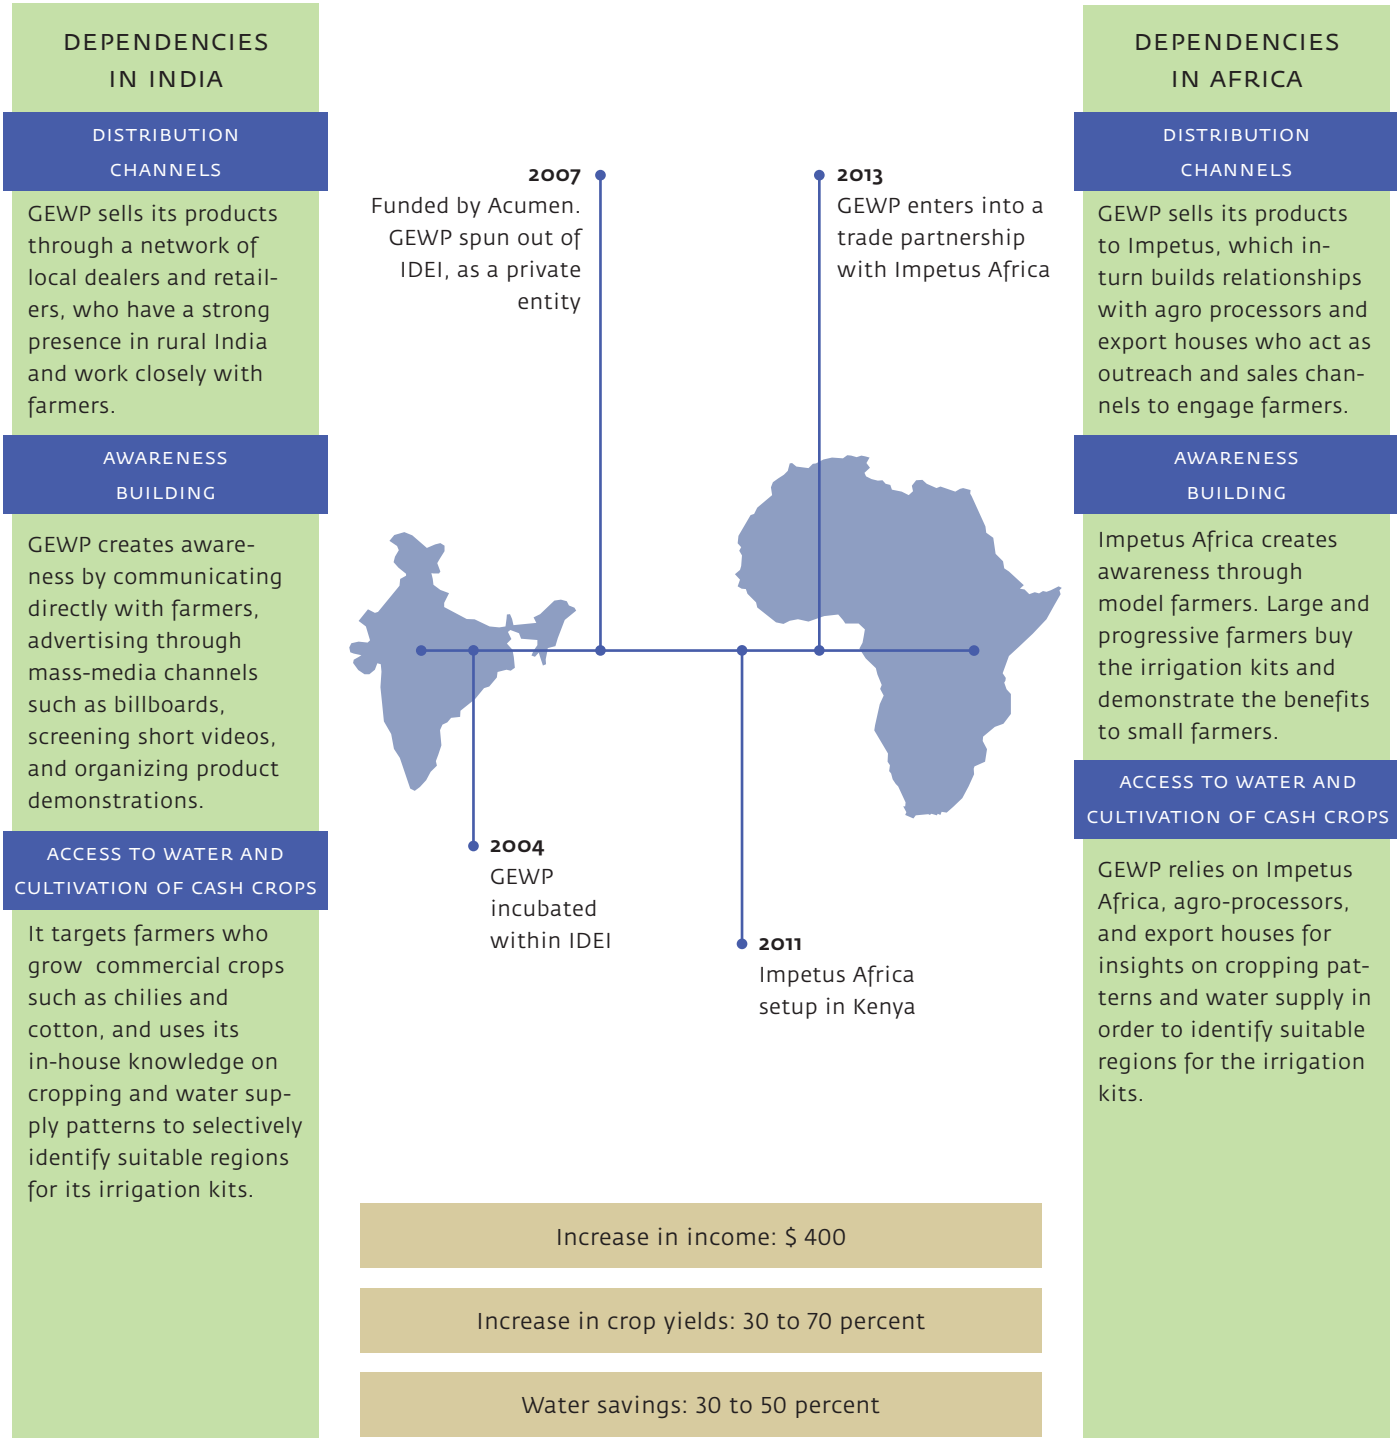 DEPENDENCIES
IN INDIA
DISTRIBUTION
CHANNELS
GEWP sells its products
through a network of
local dealers and retail-
ers, who have a strong
presence in rural India
and work closely with
farmers.
AWARENESS
BUILDING
GEWP creates aware-
ness by communicating
directly with farmers,
advertising through
mass-media channels
such as billboards,
screening short videos,
and organizing product
demonstrations.
ACCESS TO WATER AND
CULTIVATION OF CASH CROPS
It targets farmers who
grow commercial crops
such as chilies and
cotton, and uses its
in-house knowledge on
cropping and water sup-
ply patterns to selectively
identify suitable regions
for its irrigation kits.
2007
Funded by Acumen.
GEWP spun out of
IDEI, as a private
entity
2013
GEWP enters into a
trade partnership
with Impetus Africa
2004
GEWP
incubated
within IDEI
2011
Impetus Africa
setup in Kenya
Increase in income: $ 400
Increase in crop yields: 30 to 70 percent
Water savings: 30 to 50 percent
DEPENDENCIES
IN AFRICA
DISTRIBUTION
CHANNELS
GEWP sells its products
to Impetus, which in-
turn builds relationships
with agro processors and
export houses who act as
outreach and sales chan-
nels to engage farmers.
AWARENESS
BUILDING
Impetus Africa creates
awareness through
model farmers. Large and
progressive farmers buy
the irrigation kits and
demonstrate the benefits
to small farmers.
ACCESS TO WATER AND
CULTIVATION OF CASH CROPS
GEWP relies on Impetus
Africa, agro-processors,
and export houses for
insights on cropping pat-
terns and water supply in
order to identify suitable
regions for the irrigation
kits.